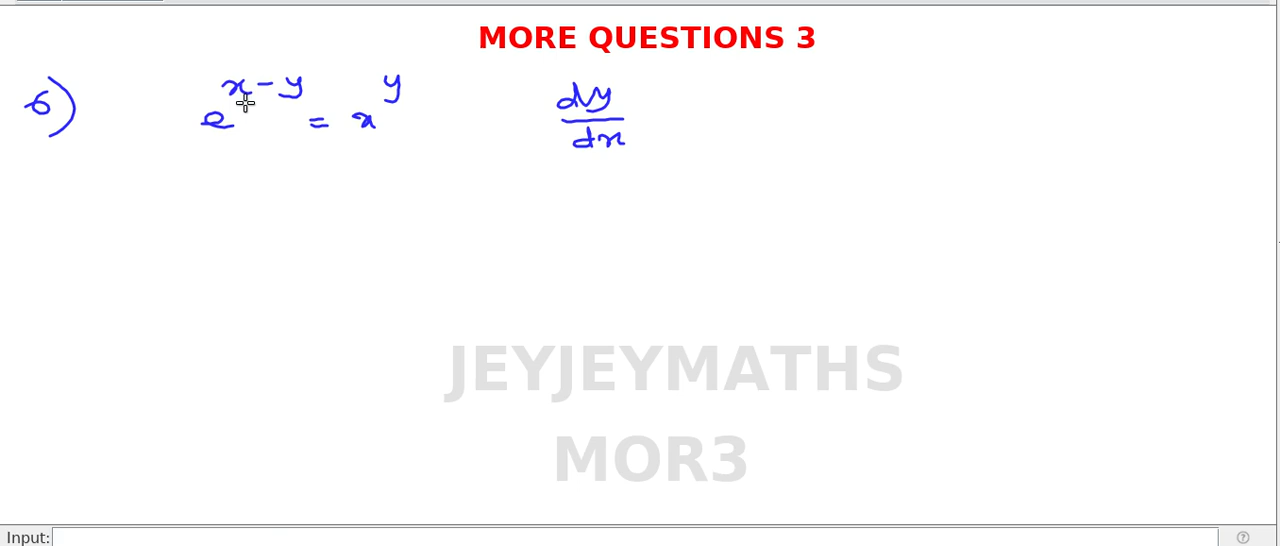 MORE QUESTIONS 3
6) e^{x-y} = x^y dy/dx
JEYJEYMATHS
MOR3
Input: